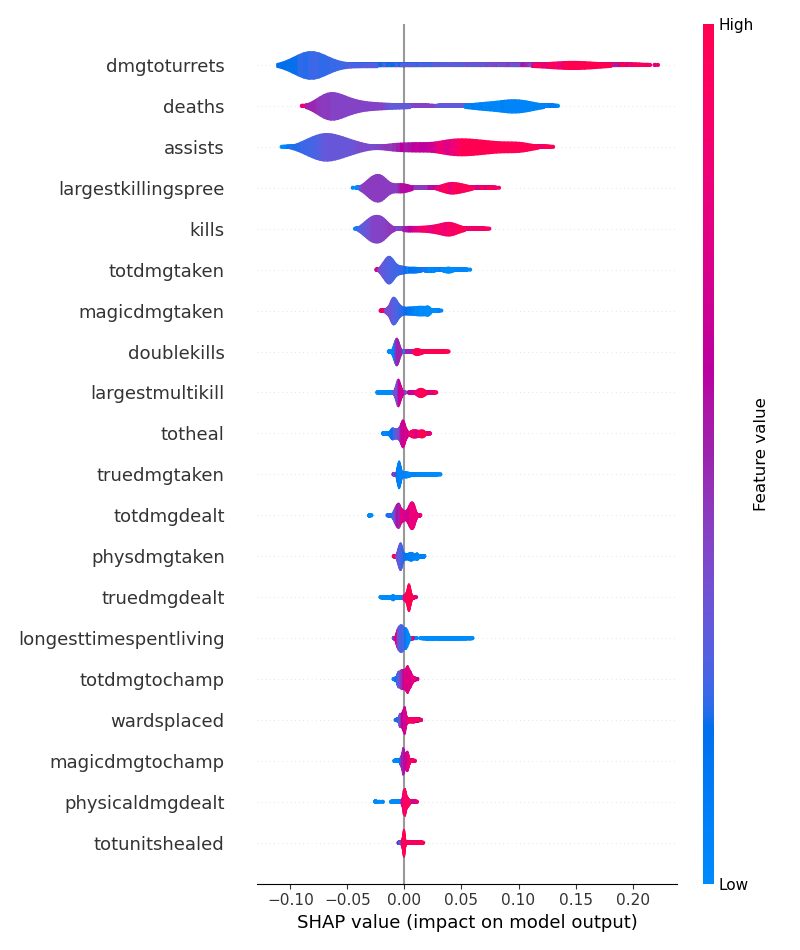 High
dmgtoturrets
deaths
assists
largestkillingspree
kills
totdmgtaken
magicdmgtaken
doublekills
largestmultikill
totheal
truedmgtaken
totdmgdealt
physdmgtaken
truedmgdealt
longesttimespentliving
totdmgtochamp
wardsplaced
magicdmgtochamp
physicaldmgdealt
totunitshealed
Feature value
Low
−0.10 −0.05 0.00 0.05 0.10 0.15 0.20
SHAP value (impact on model output)